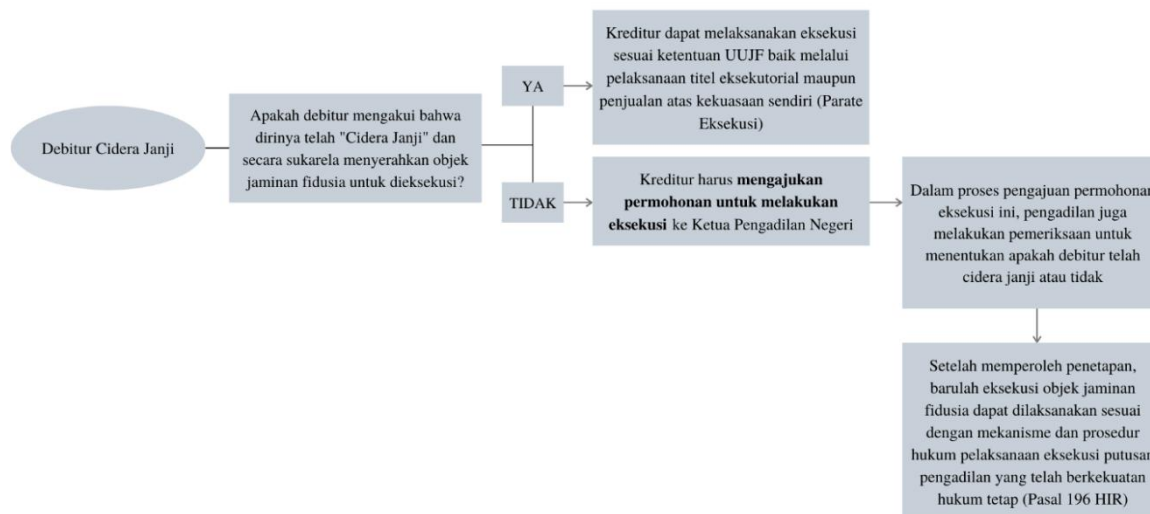 Debitur Cidera Janji
Apakah debitur mengakui bahwa
dirinya telah "Cidera Janji" dan
secara sukarela menyerahkan objek
jaminan fidusia untuk dieksekusi?
YA
Kreditur dapat melaksanakan eksekusi
sesuai ketentuan UUJF baik melalui
pelaksanaan titel eksekutorial maupun
penjualan atas kekuasaan sendiri (Parate
Eksekusi)
TIDAK
Kreditur harus mengajukan
permohonan untuk melakukan
eksekusi ke Ketua Pengadilan Negeri
Dalam proses pengajuan permohonan
eksekusi ini, pengadilan juga
melakukan pemeriksaan untuk
menentukan apakah debitur telah
cidera janji atau tidak
Setelah memperoleh penetapan,
barulah eksekusi objek jaminan
fidusia dapat dilaksanakan sesuai
dengan mekanisme dan prosedur
hukum pelaksanaan eksekusi putusan
pengadilan yang telah berkekuatan
hukum tetap (Pasal 196 HIR)